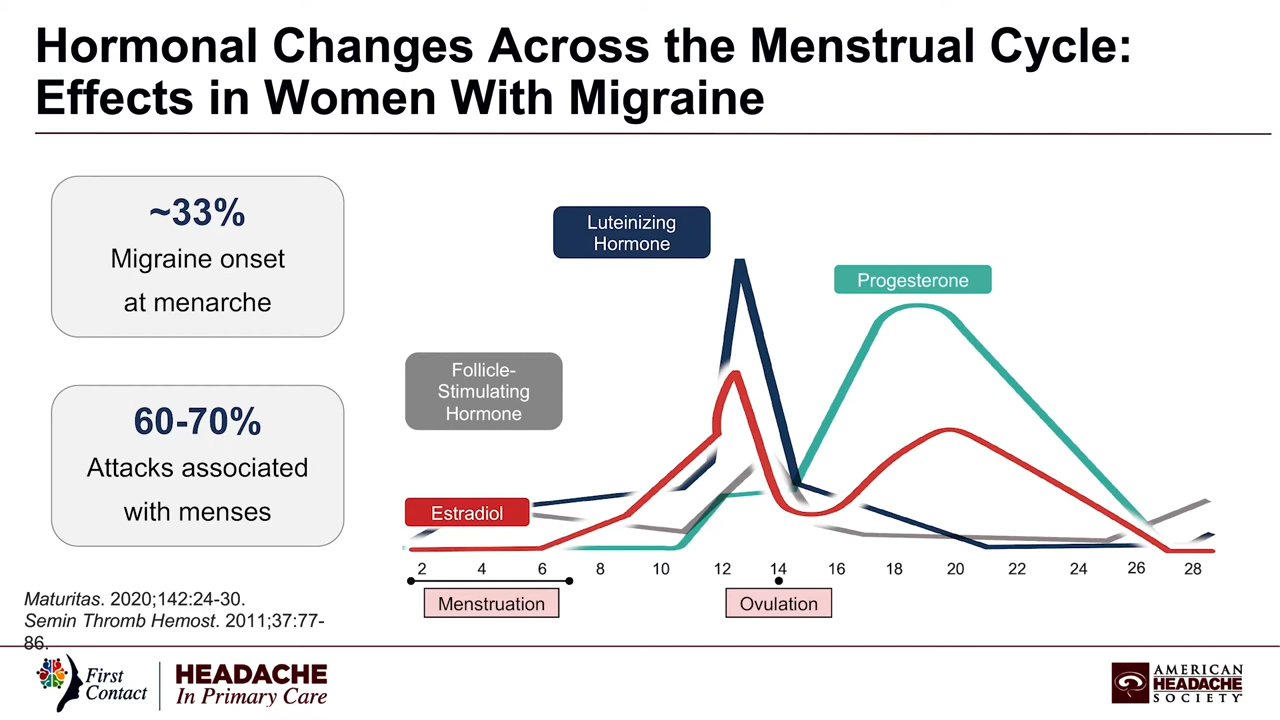 Hormonal Changes Across the Menstrual Cycle:
Effects in Women With Migraine
~33%
Migraine onset
at menarche
60-70%
Attacks associated
with menses
Luteinizing
Hormone
Progesterone
Follicle-
Stimulating
Hormone
Estradiol
2 4 6 8 10 12 14 16 18 20 22 24 26 28
Menstruation
Ovulation
Maturitas. 2020;142:24-30.
Semin Thromb Hemost. 2011;37:77-
86.
First
Contact
HEADACHE
In Primary Care
AMERICAN
HEADACHE
SOCIETY